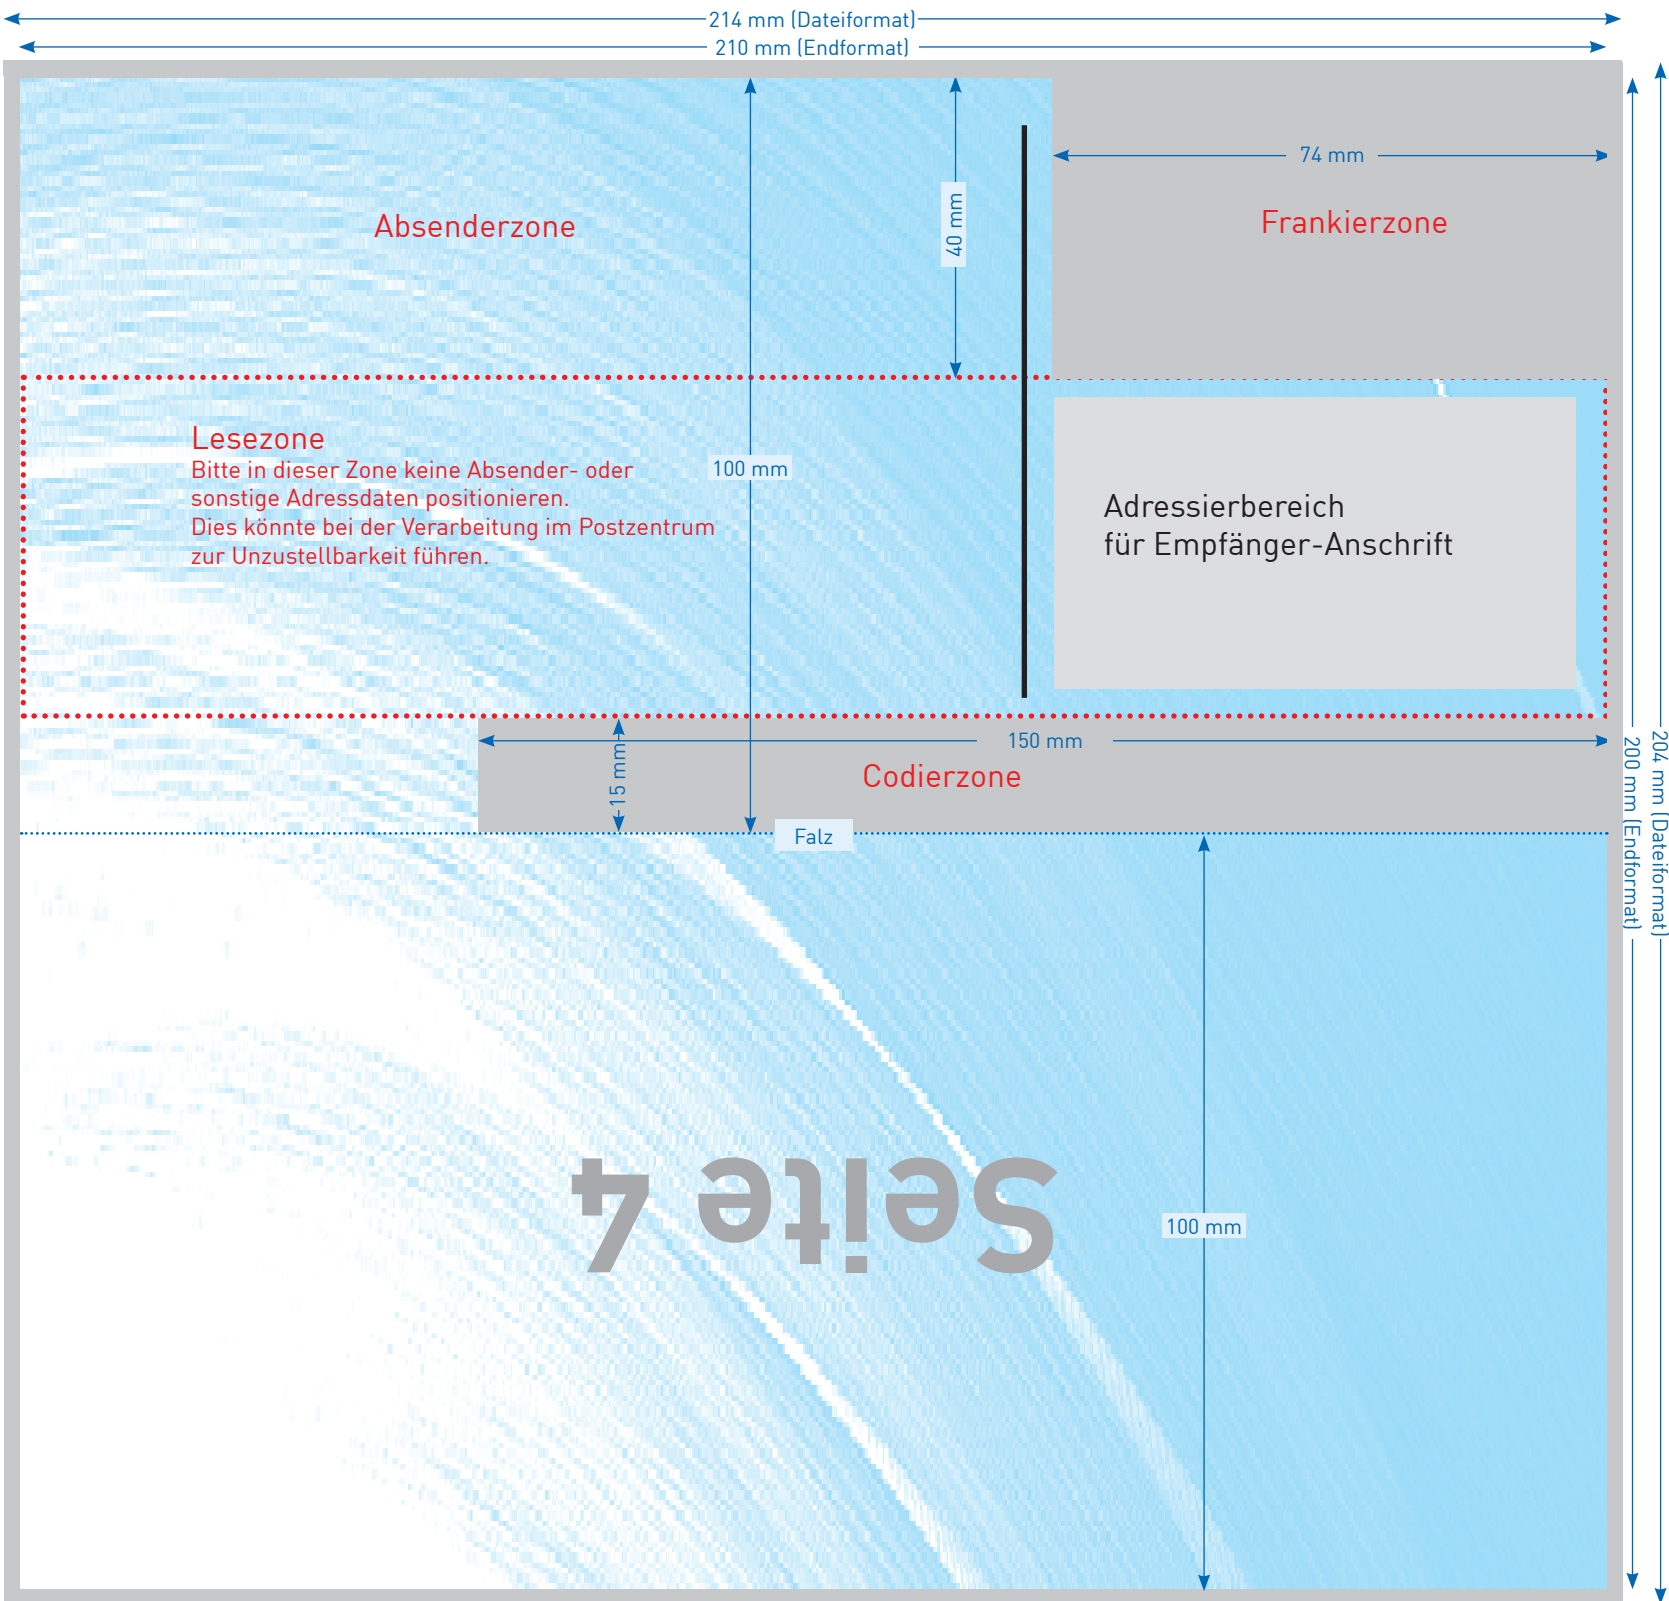 214 mm (Dateiformat)
210 mm (Endformat)
74 mm
40 mm
Absenderzone
Frankierzone
Lesezone
Bitte in dieser Zone keine Absender- oder
sonstige Adressdaten positionieren.
Dies könnte bei der Verarbeitung im Postzentrum
zur Unzustellbarkeit führen.
100 mm
Adressierbereich
für Empfänger-Anschrift
150 mm
15 mm
Codierzone
200 mm (Endformat)
204 mm (Dateiformat)
Falz
Seite 4
100 mm